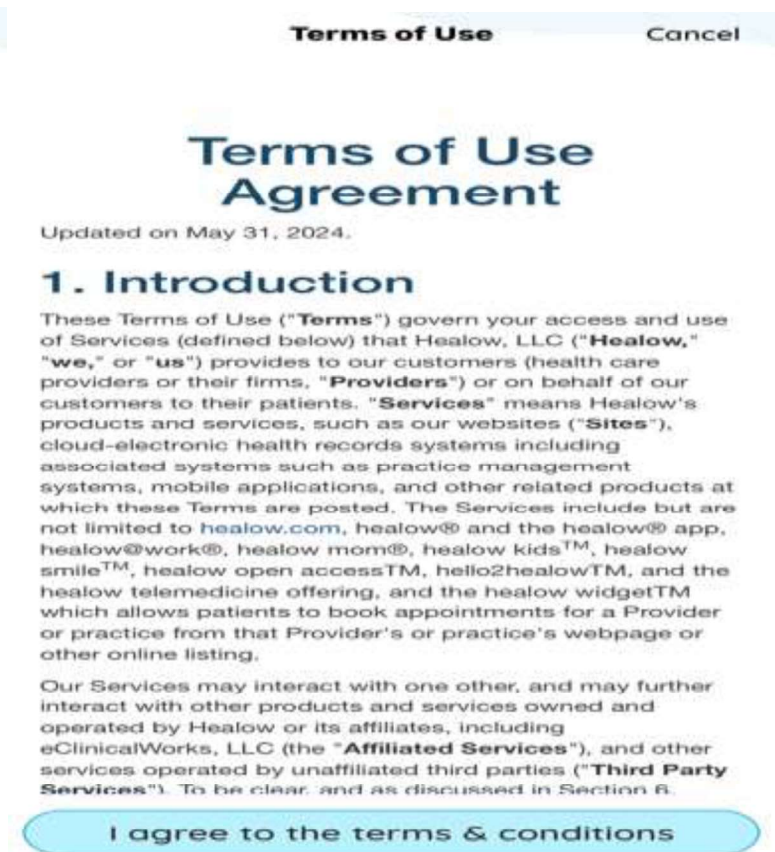 Terms of Use Cancel
Terms of Use
Agreement
Updated on May 31, 2024.
1. Introduction
These Terms of Use ("Terms") govern your access and use
of Services (defined below) that Healow, LLC ("Healow,"
"we," or "us") provides to our customers (health care
providers or their firms, "Providers") or on behalf of our
customers to their patients. "Services" means Healow's
products and services, such as our websites ("Sites"),
cloud-electronic health records systems including
associated systems such as practice management
systems, mobile applications, and other related products at
which these Terms are posted. The Services include but are
not limited to healow.com, healow® and the healow® app,
healow@work®, healow mom®, healow kids™, healow
smile™, healow open accessTM, hello2healowTM, and the
healow telemedicine offering, and the healow widgetTM
which allows patients to book appointments for a Provider
or practice from that Provider's or practice's webpage or
other online listing.
Our Services may interact with one other, and may further
interact with other products and services owned and
operated by Healow or its affiliates, including
eClinicalWorks, LLC (the "Affiliated Services"), and other
services operated by unaffiliated third parties ("Third Party
Services"). To be clear, and as discussed in Section 6,
I agree to the terms & conditions